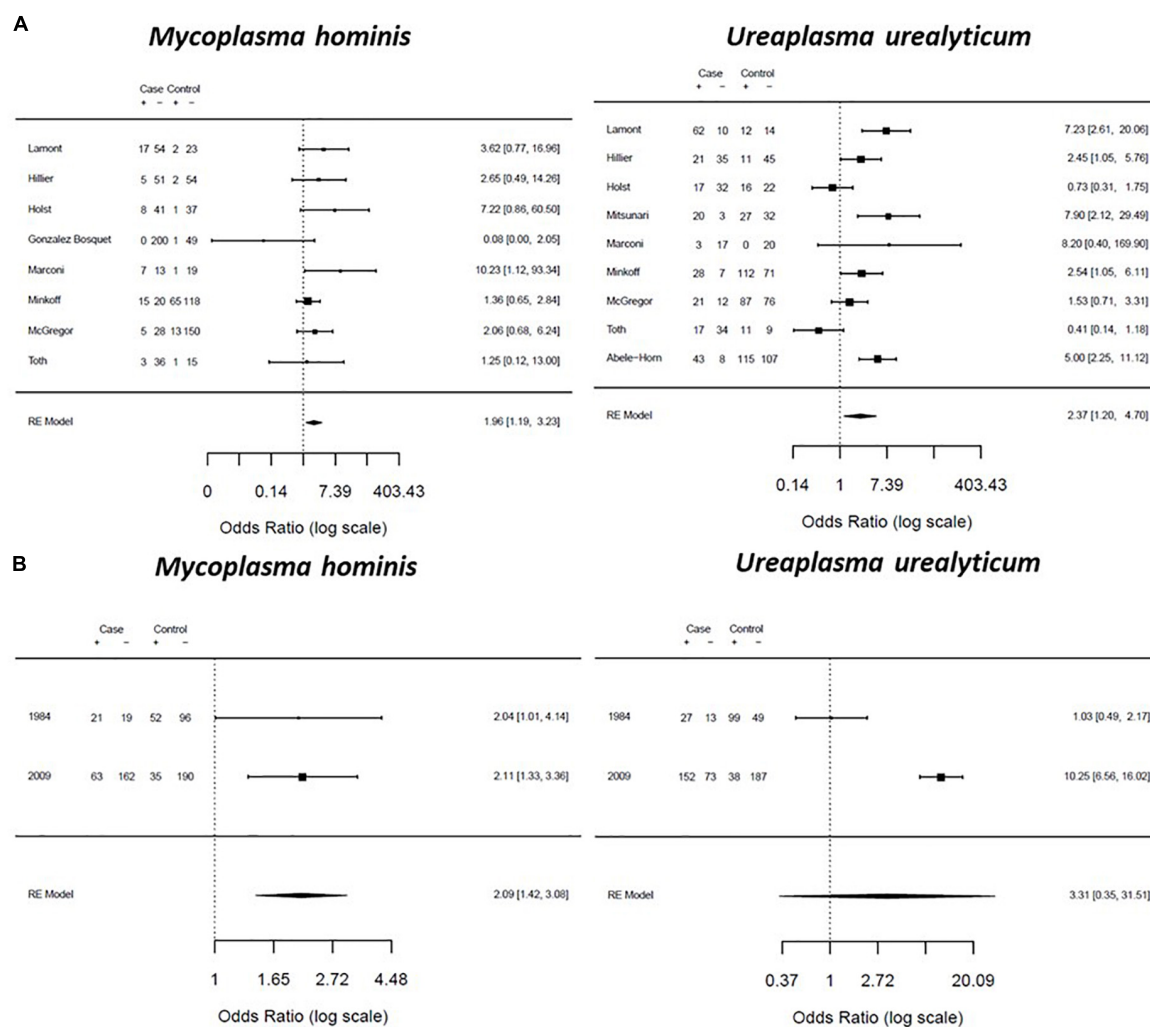 A
Mycoplasma hominis
Case Control
+ − + −
Lamont 17 54 2 23 3.62 [0.77, 16.96]
Hillier 5 51 2 54 2.65 [0.49, 14.26]
Holst 8 41 1 37 7.22 [0.86, 60.50]
Gonzalez Bosquet 0 200 1 49 0.08 [0.00, 2.05]
Marconi 7 13 1 19 10.23 [1.12, 93.34]
Minkoff 15 20 65 118 1.36 [0.65, 2.84]
McGregor 5 28 13 150 2.06 [0.68, 6.24]
Toth 3 36 1 15 1.25 [0.12, 13.00]
RE Model 1.96 [1.19, 3.23]
0 0.14 7.39 403.43
Odds Ratio (log scale)
Ureaplasma urealyticum
Case Control
+ − + −
Lamont 62 10 12 14 7.23 [2.61, 20.06]
Hillier 21 35 11 45 2.45 [1.05, 5.76]
Holst 17 32 16 22 0.73 [0.31, 1.75]
Mitsunari 20 3 27 32 7.90 [2.12, 29.49]
Marconi 3 17 0 20 8.20 [0.40, 169.90]
Minkoff 28 7 112 71 2.54 [1.05, 6.11]
McGregor 21 12 87 76 1.53 [0.71, 3.31]
Toth 17 34 11 9 0.41 [0.14, 1.18]
Abele−Horn 43 8 115 107 5.00 [2.25, 11.12]
RE Model 2.37 [1.20, 4.70]
0.14 1 7.39 403.43
Odds Ratio (log scale)
B
Mycoplasma hominis
Case Control
+ − + −
1984 21 19 52 96 2.04 [1.01, 4.14]
2009 63 162 35 190 2.11 [1.33, 3.36]
RE Model 2.09 [1.42, 3.08]
1 1.65 2.72 4.48
Odds Ratio (log scale)
Ureaplasma urealyticum
Case Control
+ − + −
1984 27 13 99 49 1.03 [0.49, 2.17]
2009 152 73 38 187 10.25 [6.56, 16.02]
RE Model 3.31 [0.35, 31.51]
0.37 1 2.72 20.09
Odds Ratio (log scale)